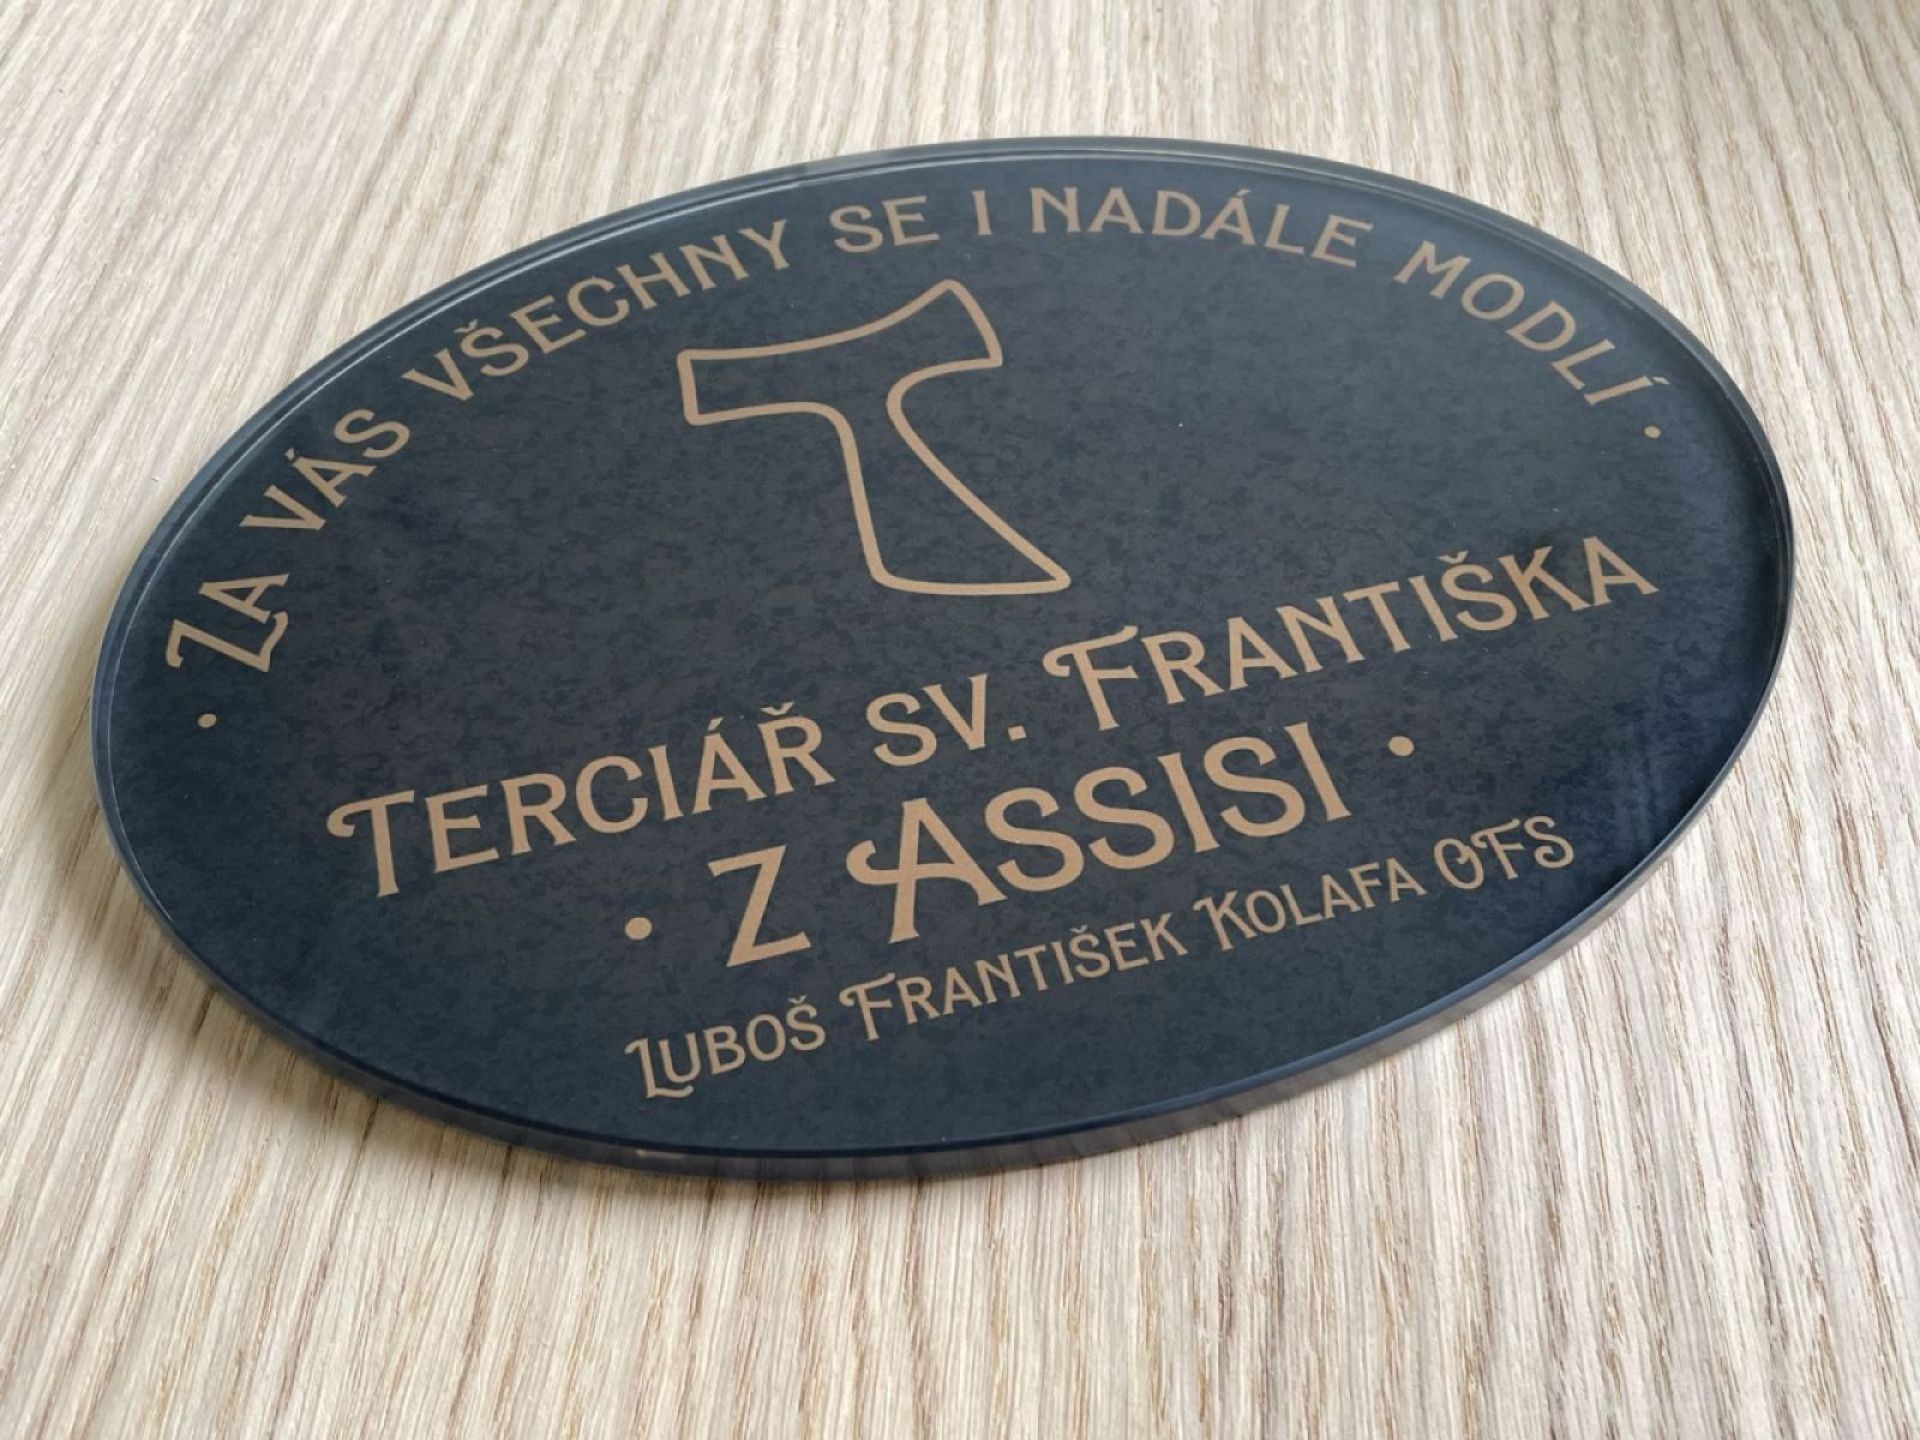 · Za vás všechny se i nadále modlí ·
Terciář sv. Františka
· z Assisi ·
Luboš František Kolafa OFS